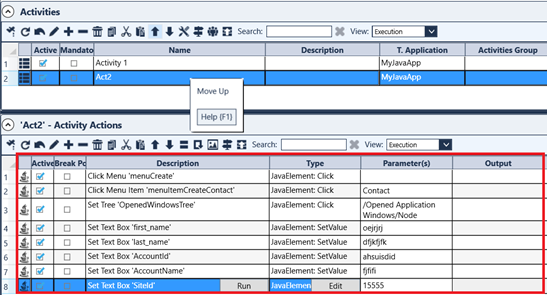 Activities
Search: View: Execution
Active Mandato Name Description T. Application Activities Group
1 Activity 1 MyJavaApp
2 Act2 MyJavaApp
Move Up
Help (F1)
'Act2' - Activity Actions
Search: View: Execution
Active Break Po Description Type Parameter(s) Output
1 Click Menu 'menuCreate' JavaElement: Click
2 Click Menu Item 'menuItemCreateContact' JavaElement: Click Contact
3 Set Tree 'OpenedWindowsTree' JavaElement: SetValue /Opened Application
Windows/Node
4 Set Text Box 'first_name' JavaElement: SetValue oejrjrj
5 Set Text Box 'last_name' JavaElement: SetValue dfjkfjfk
6 Set Text Box 'AccountId' JavaElement: SetValue ahsuisdid
7 Set Text Box 'AccountName' JavaElement: SetValue fjfifi
8 Set Text Box 'SiteId' Run JavaElemen Edit 15555